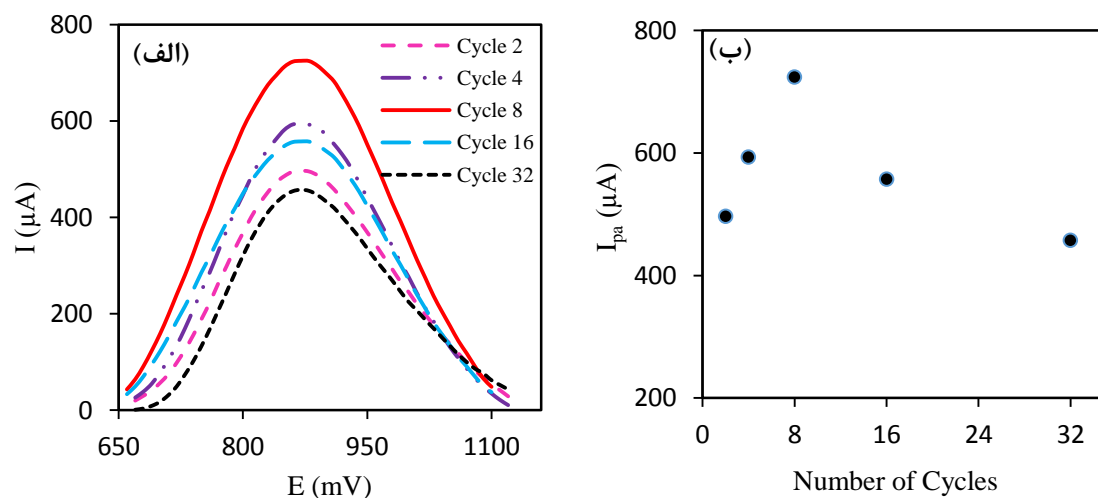 (الف)
800
600
400
200
0
I (µA)
650
800
950
1100
E (mV)
Cycle 2
Cycle 4
Cycle 8
Cycle 16
Cycle 32
(ب)
800
600
400
200
I_pa (µA)
0
8
16
24
32
Number of Cycles